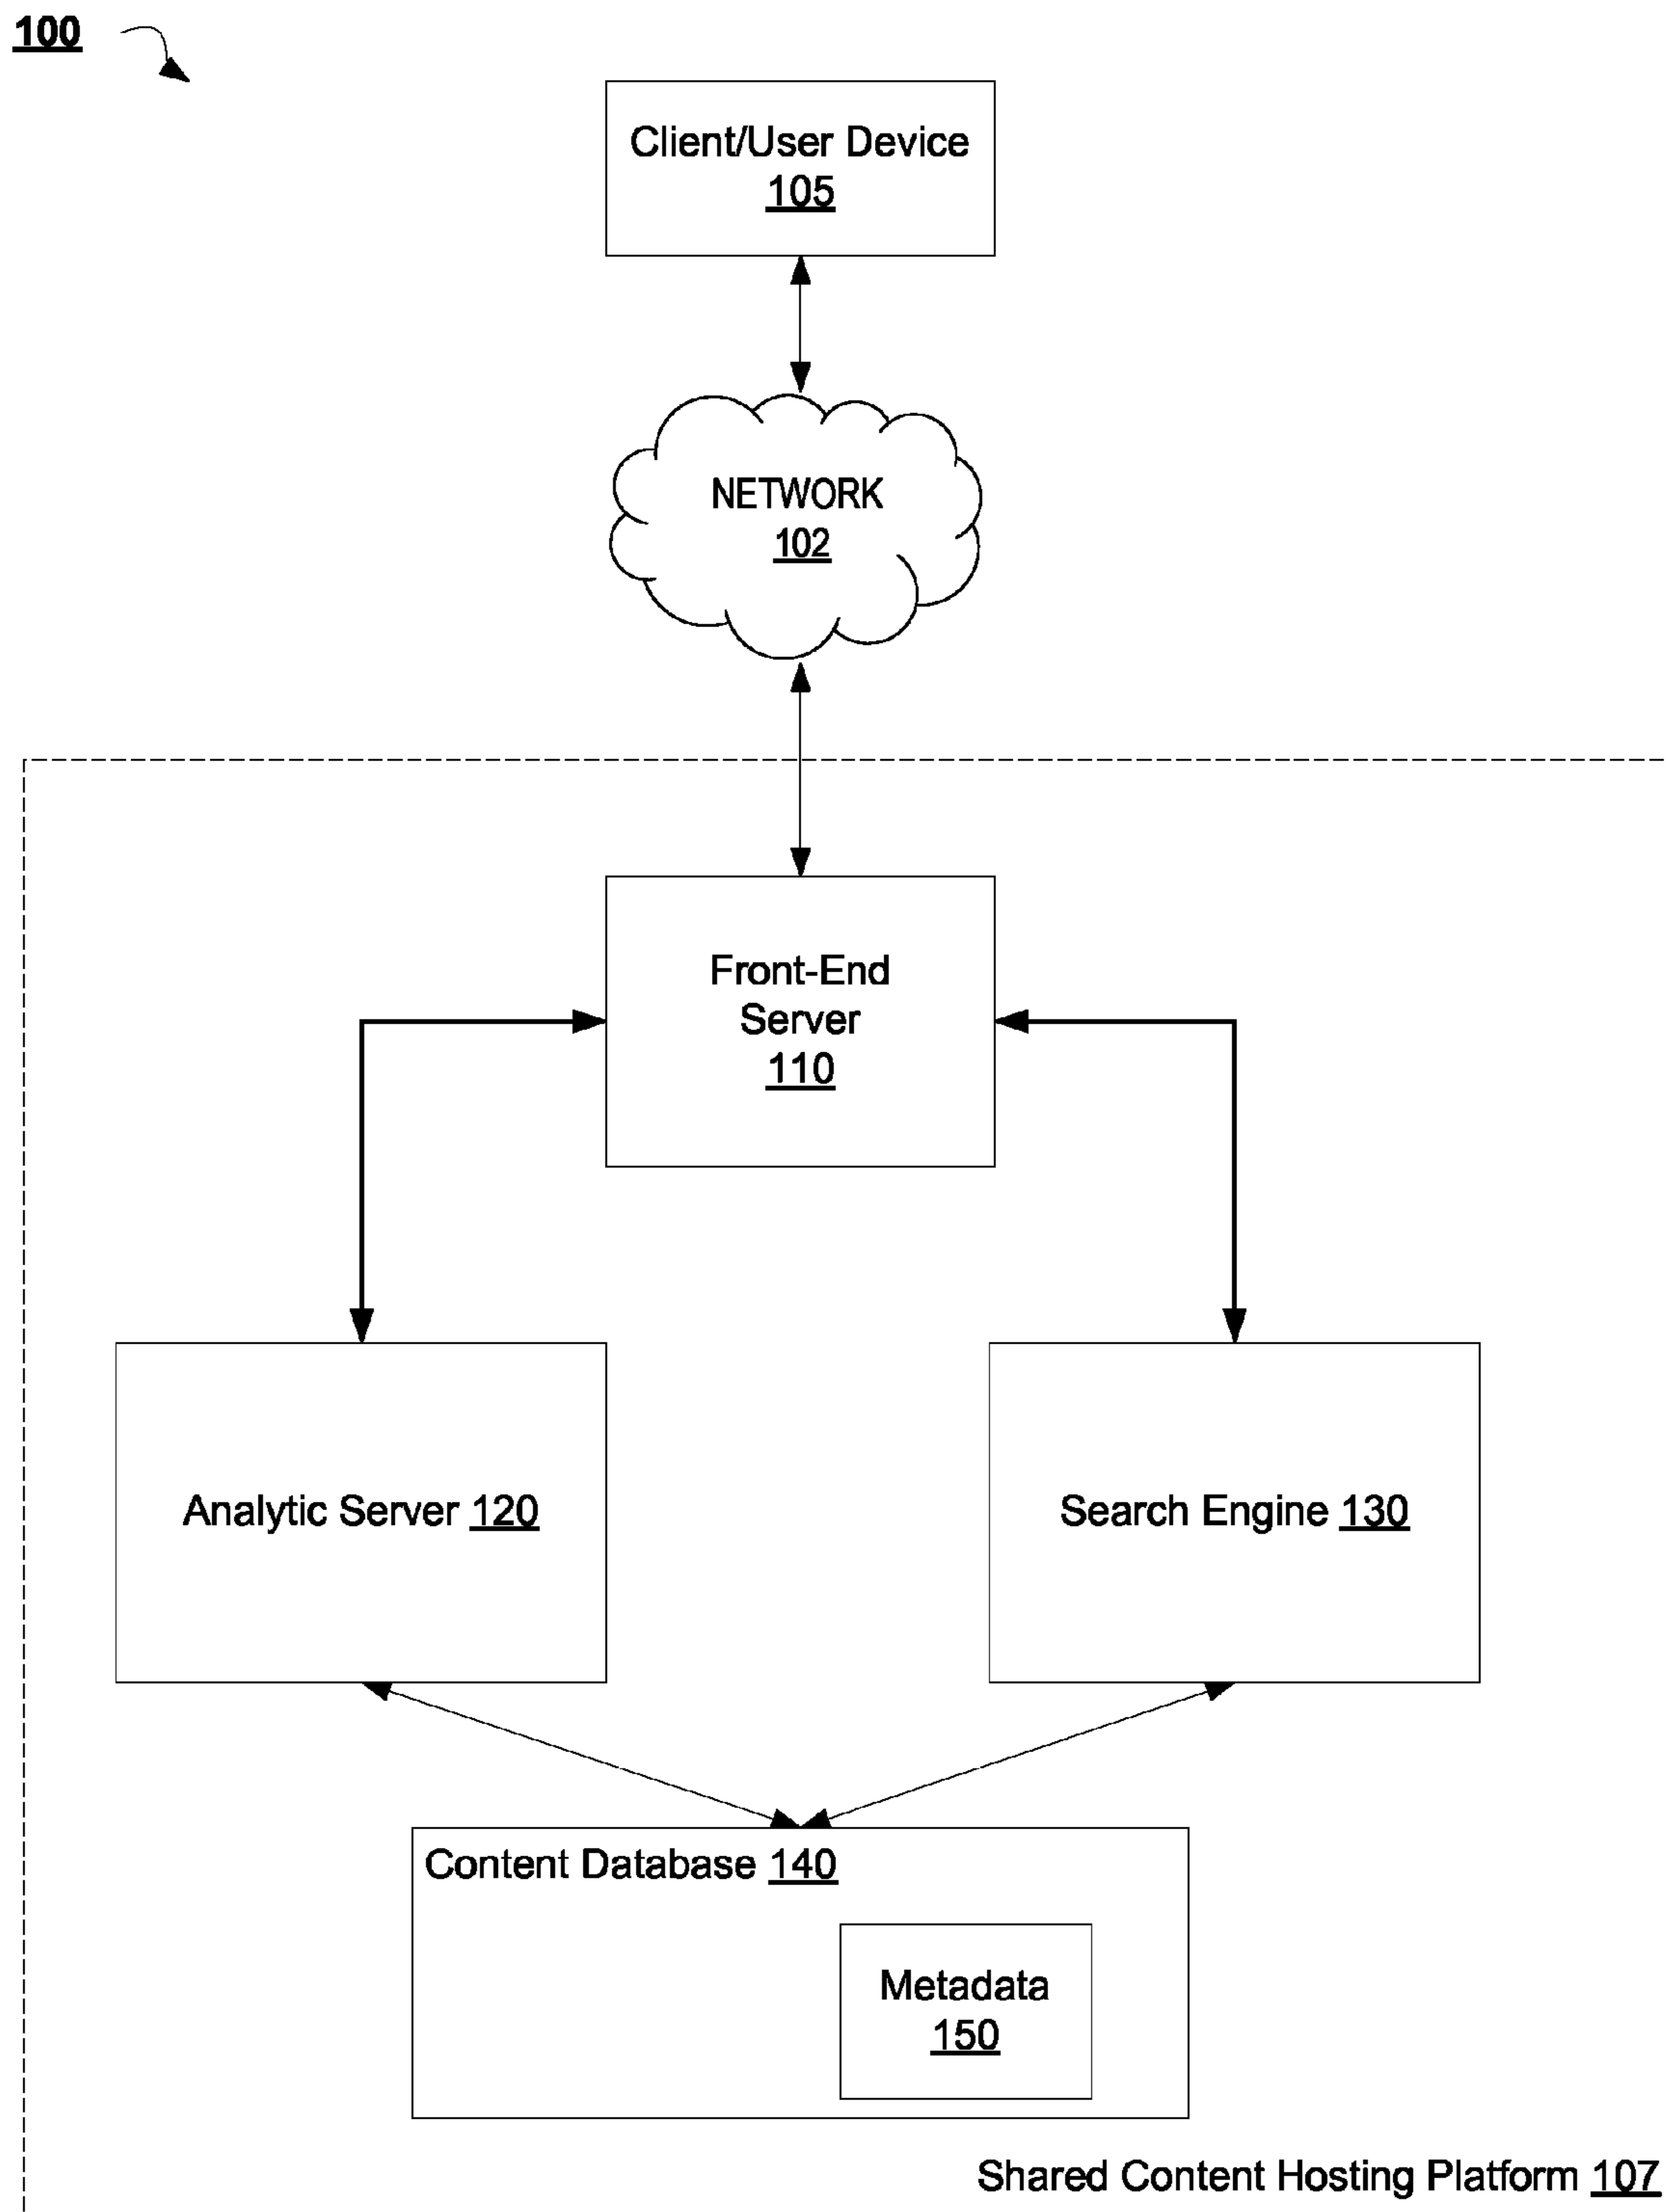 100
Client/User Device
105
NETWORK
102
Front-End
Server
110
Analytic Server 120
Search Engine 130
Content Database 140
Metadata
150
Shared Content Hosting Platform 107